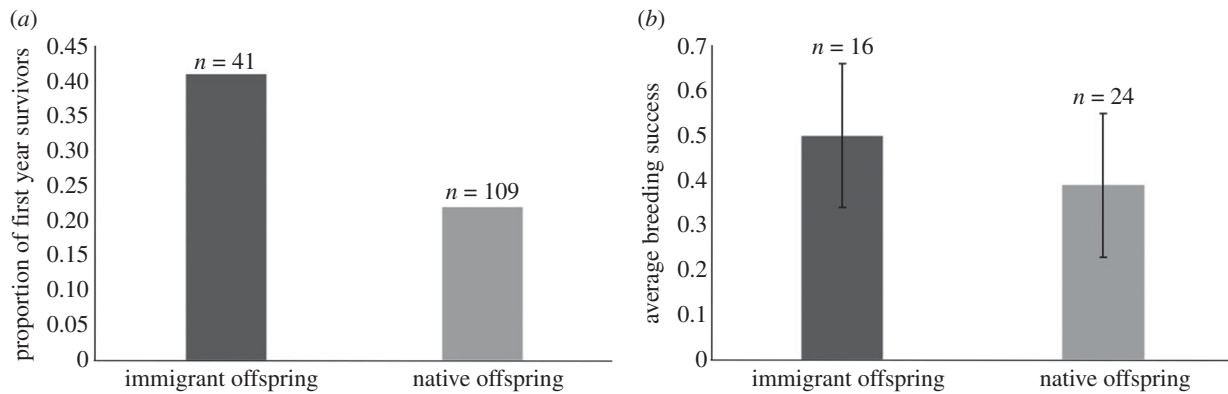 (a)
proportion of first year survivors
0.45
0.40
0.35
0.30
0.25
0.20
0.15
0.10
0.05
0
n = 41
n = 109
immigrant offspring
native offspring
(b)
average breeding success
0.7
0.6
0.5
0.4
0.3
0.2
0.1
0
n = 16
n = 24
immigrant offspring
native offspring